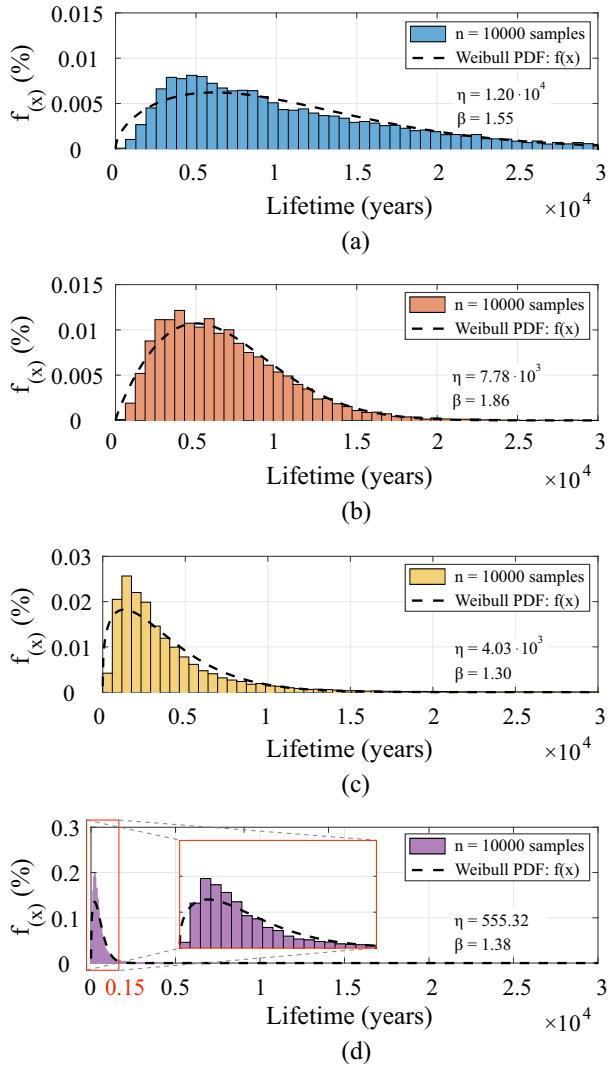 0.015
n = 10000 samples
Weibull PDF: f(x)
0.01
η = 1.20 · 10^4
β = 1.55
0.005
f_(x) (%)
0
0 0.5 1 1.5 2 2.5 3
Lifetime (years)
×10^4
(a)
0.015
n = 10000 samples
Weibull PDF: f(x)
0.01
η = 7.78 · 10^3
β = 1.86
0.005
f_(x) (%)
0
0 0.5 1 1.5 2 2.5 3
Lifetime (years)
×10^4
(b)
0.03
n = 10000 samples
Weibull PDF: f(x)
0.02
η = 4.03 · 10^3
β = 1.30
0.01
f_(x) (%)
0
0 0.5 1 1.5 2 2.5 3
Lifetime (years)
×10^4
(c)
0.3
n = 10000 samples
Weibull PDF: f(x)
0.2
η = 555.32
β = 1.38
0.1
f_(x) (%)
0
0 0.15 0.5 1 1.5 2 2.5 3
Lifetime (years)
×10^4
(d)